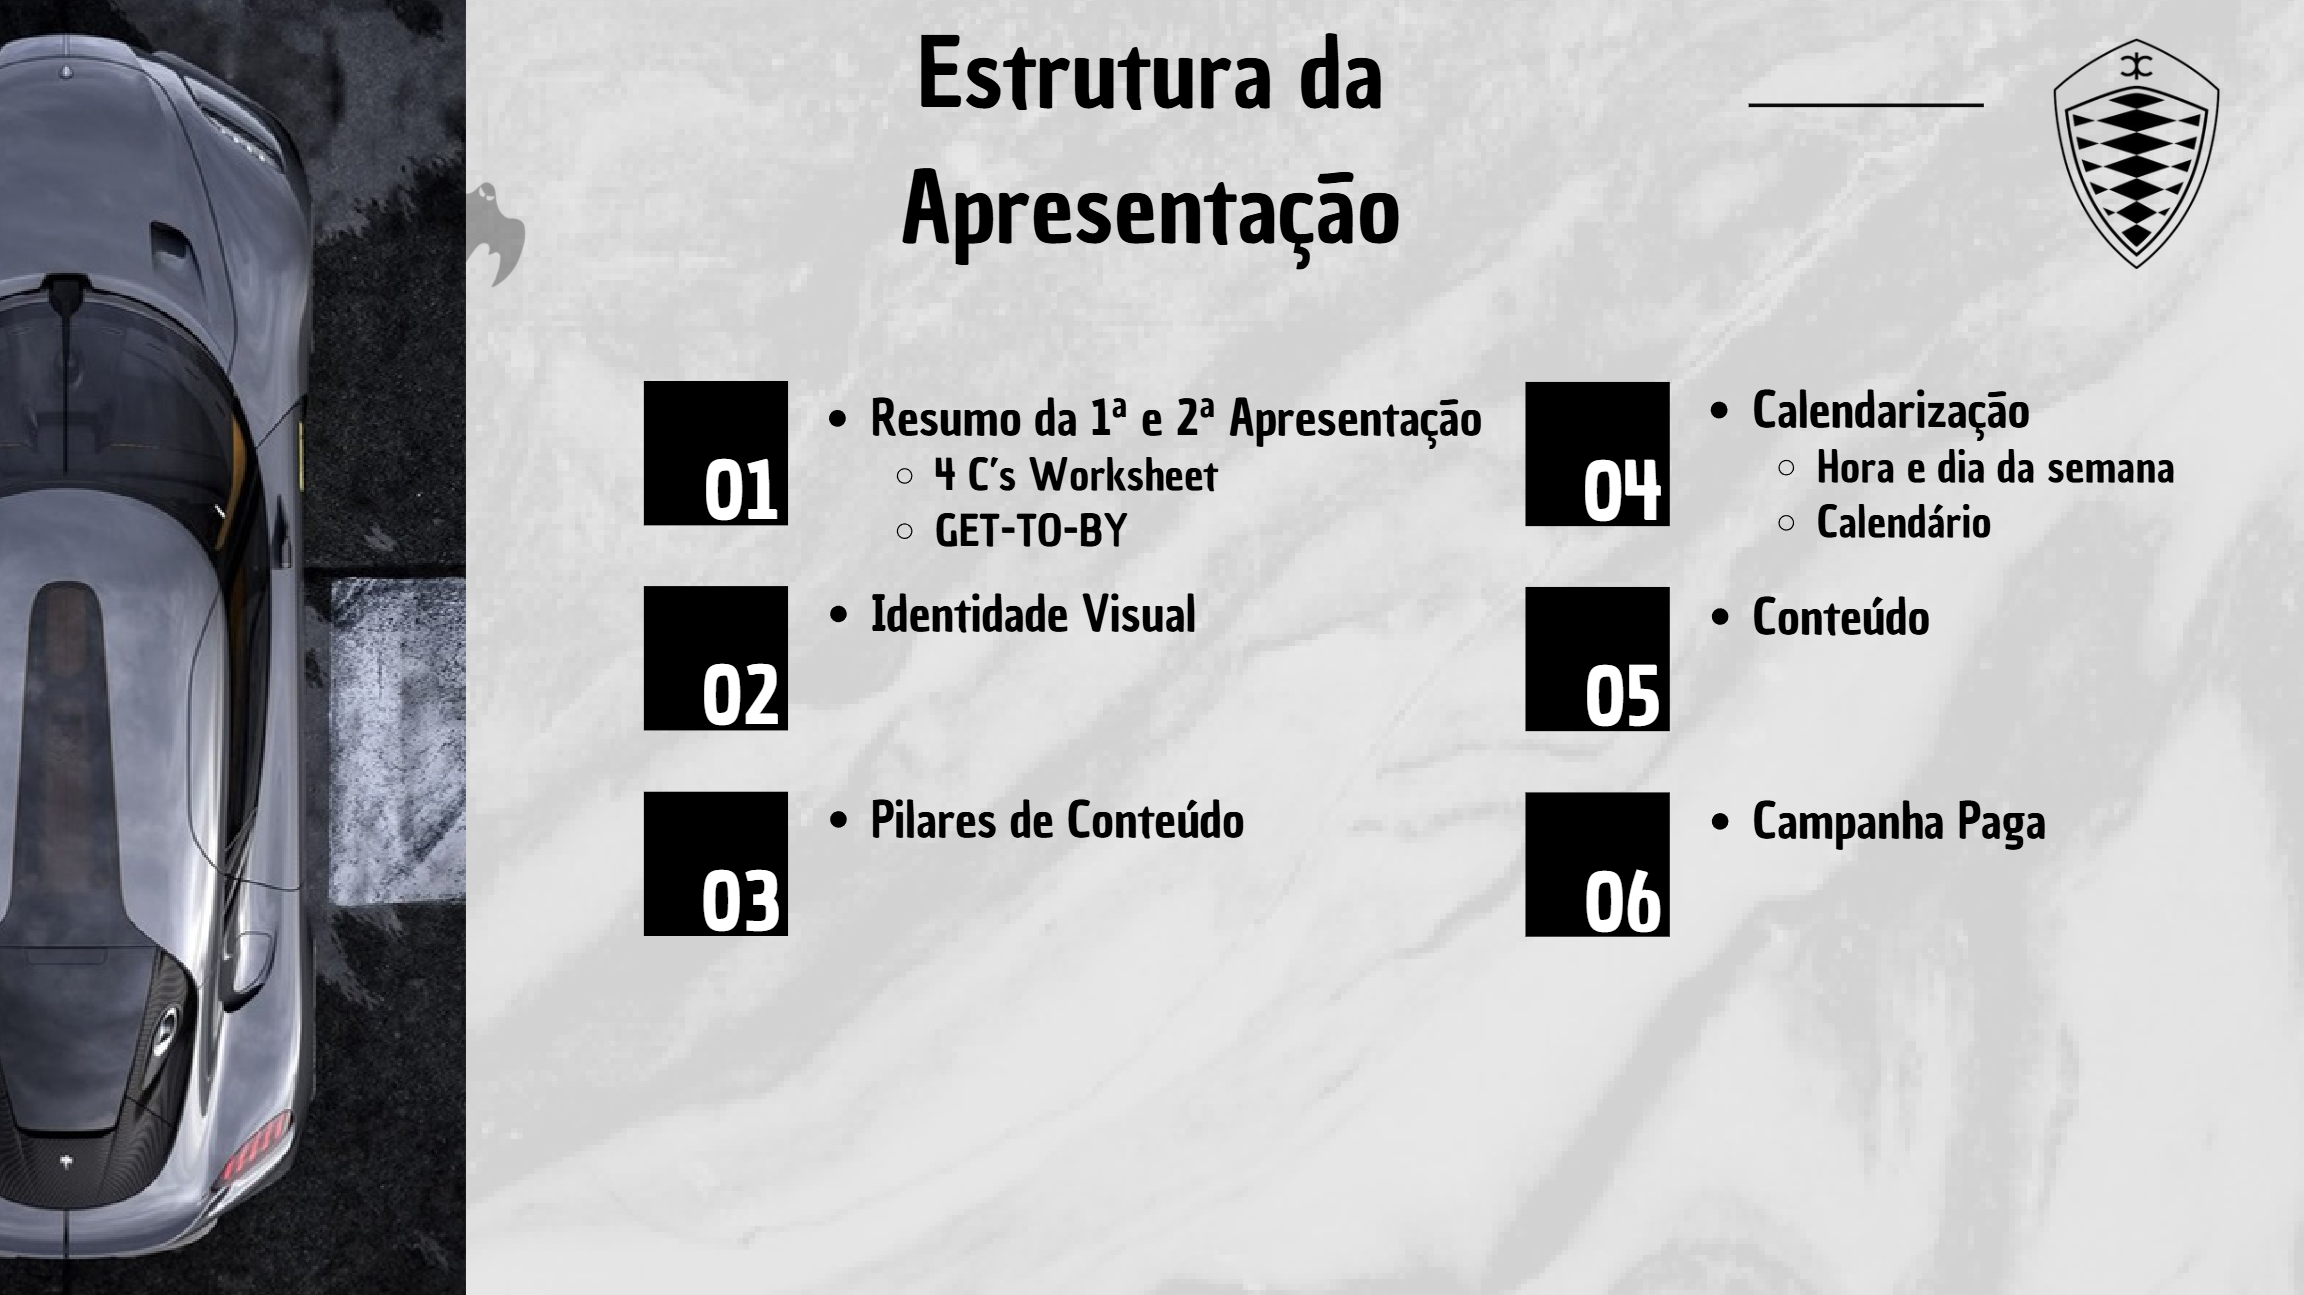 Estrutura da
Apresentação
01
• Resumo da 1ª e 2ª Apresentação
○ 4 C's Worksheet
○ GET-TO-BY
02
• Identidade Visual
03
• Pilares de Conteúdo
04
• Calendarização
○ Hora e dia da semana
○ Calendário
05
• Conteúdo
06
• Campanha Paga